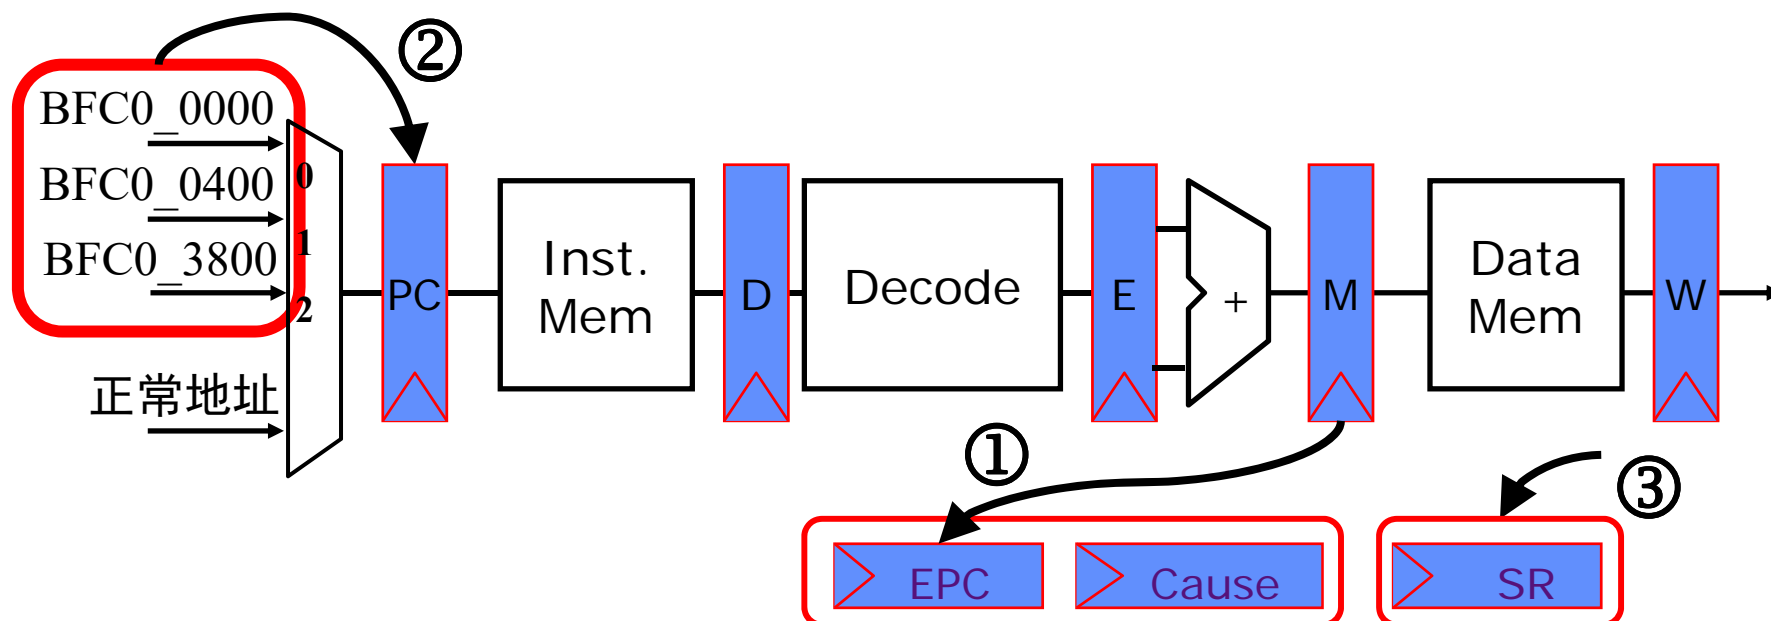 ②
BFC0_0000
0
BFC0_0400
1
BFC0_3800
2
正常地址
PC
Inst.
Mem
D
Decode
E
+
M
Data
Mem
W
①
③
EPC
Cause
SR